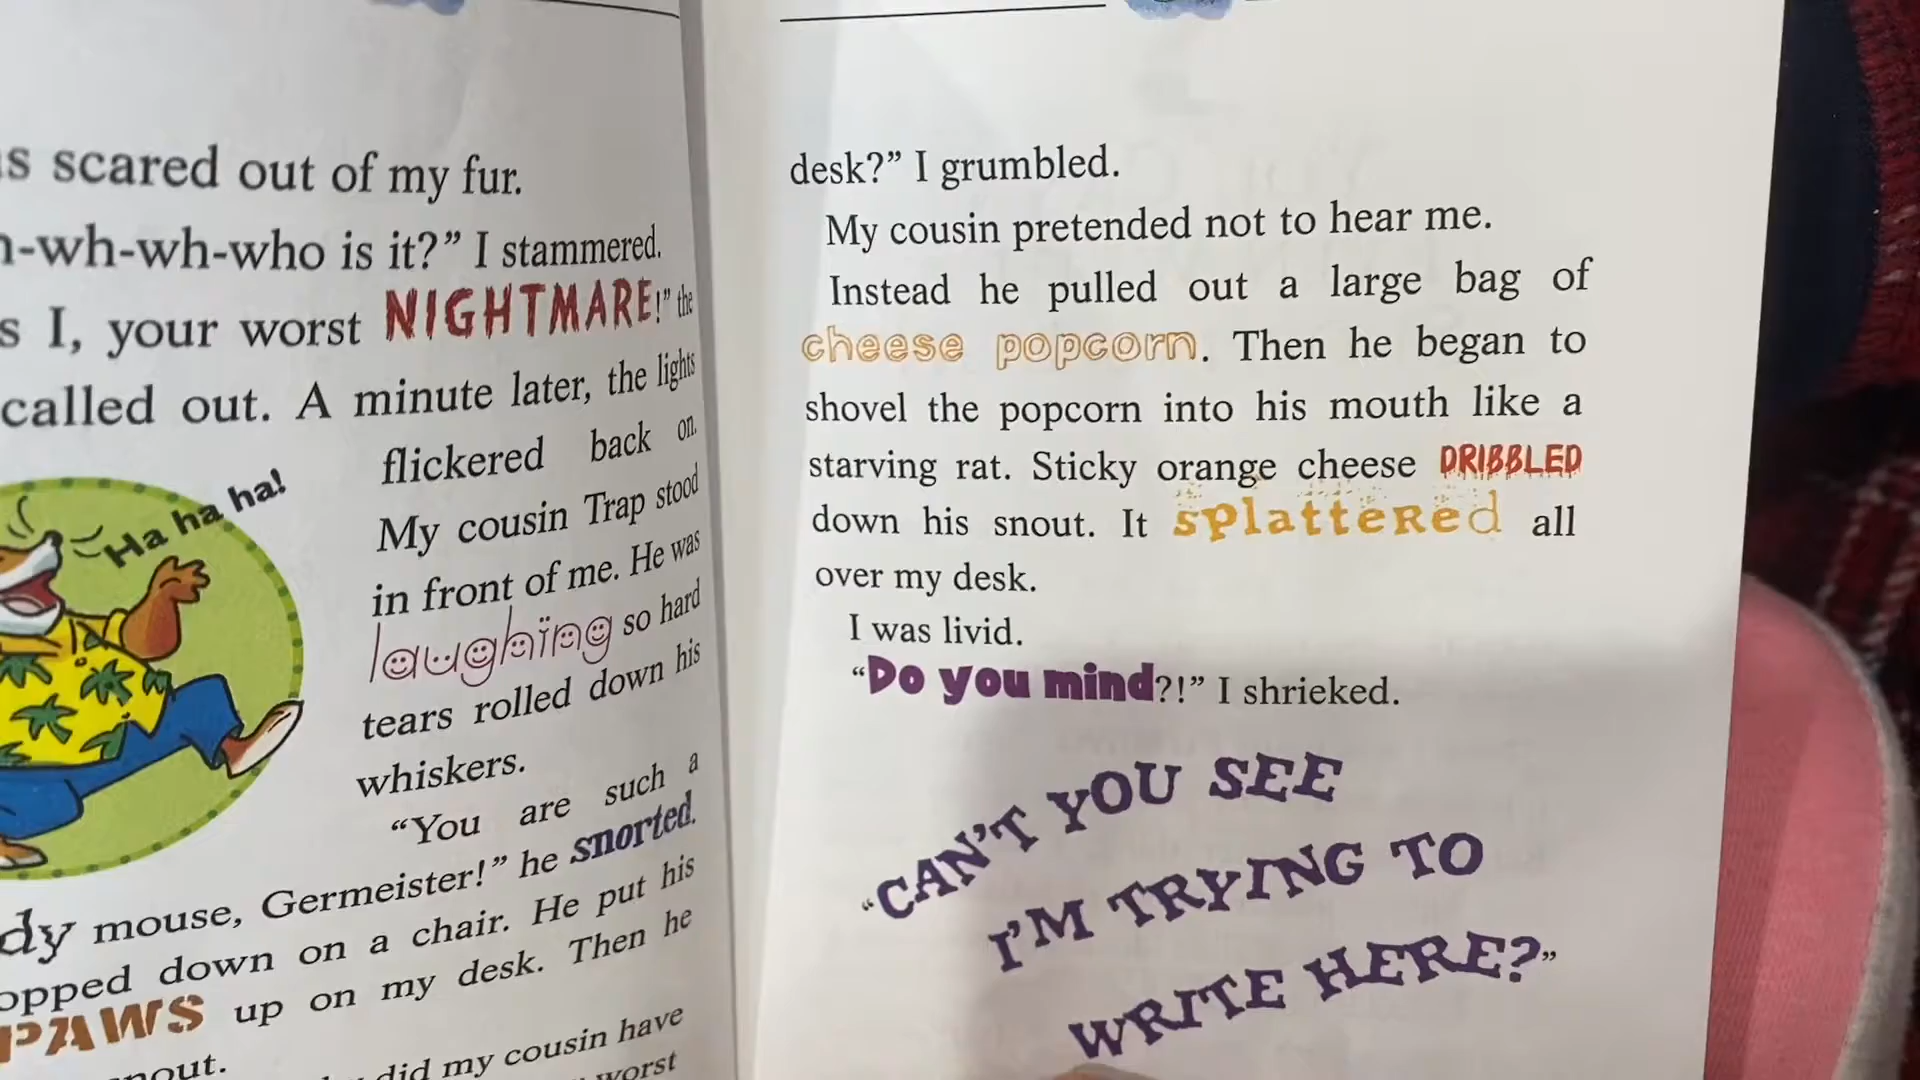 scared out of my fur.
-wh-wh-who is it?” I stammered.
I, your worst NIGHTMARE!” the
called out. A minute later, the lights
flickered back on.
My cousin Trap stood
in front of me. He was
laughing so hard
tears rolled down his
whiskers.
“You are such a
mouse, Germeister!” he snorted.
down on a chair. He put his
PAWS up on my desk. Then he
did my cousin have
worst
Ha ha ha!
desk?” I grumbled.
My cousin pretended not to hear me.
Instead he pulled out a large bag of
cheese popcorn. Then he began to
shovel the popcorn into his mouth like a
starving rat. Sticky orange cheese DRIBBLED
down his snout. It splattered all
over my desk.
I was livid.
“Do you mind?!” I shrieked.
“CAN’T YOU SEE
I’M TRYING TO
WRITE HERE?”